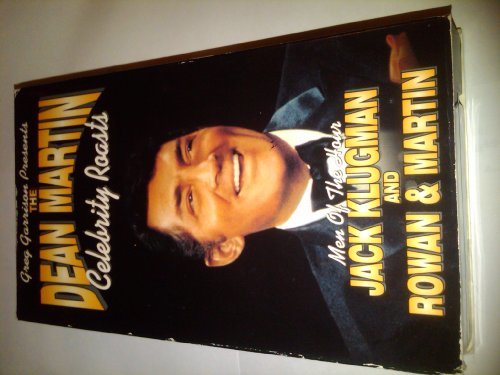 Greg Garrison Presents
THE
DEAN MARTIN
Celebrity Roasts
Men Of The Hour
JACK KLUGMAN
AND
ROWAN & MARTIN